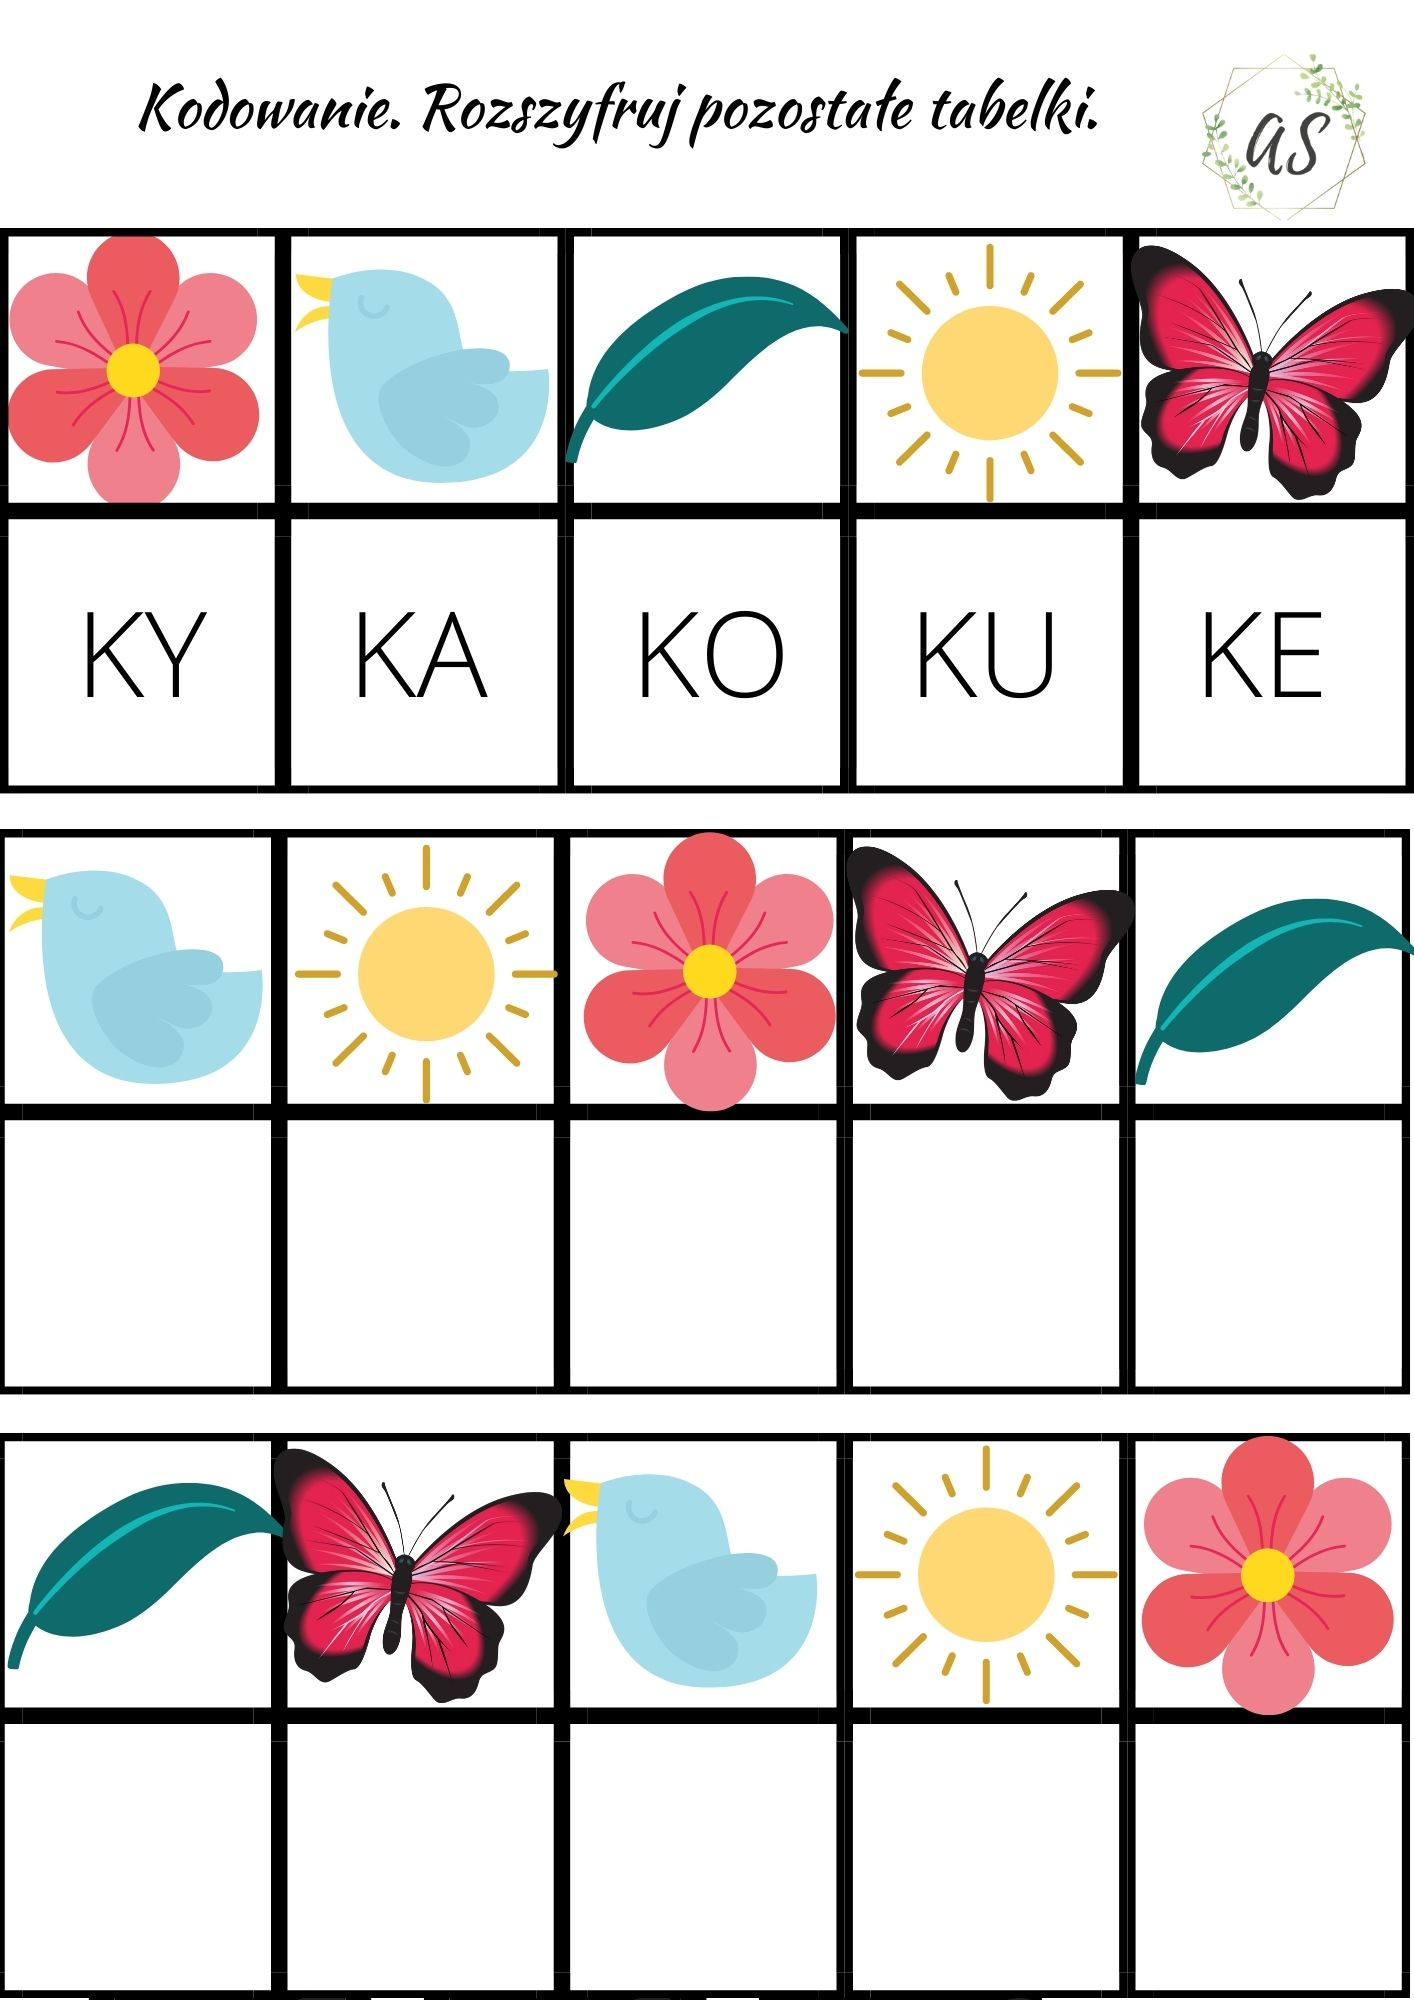 Kodowanie. Rozszyfruj pozostałe tabelki.
as
KY KA KO KU KE